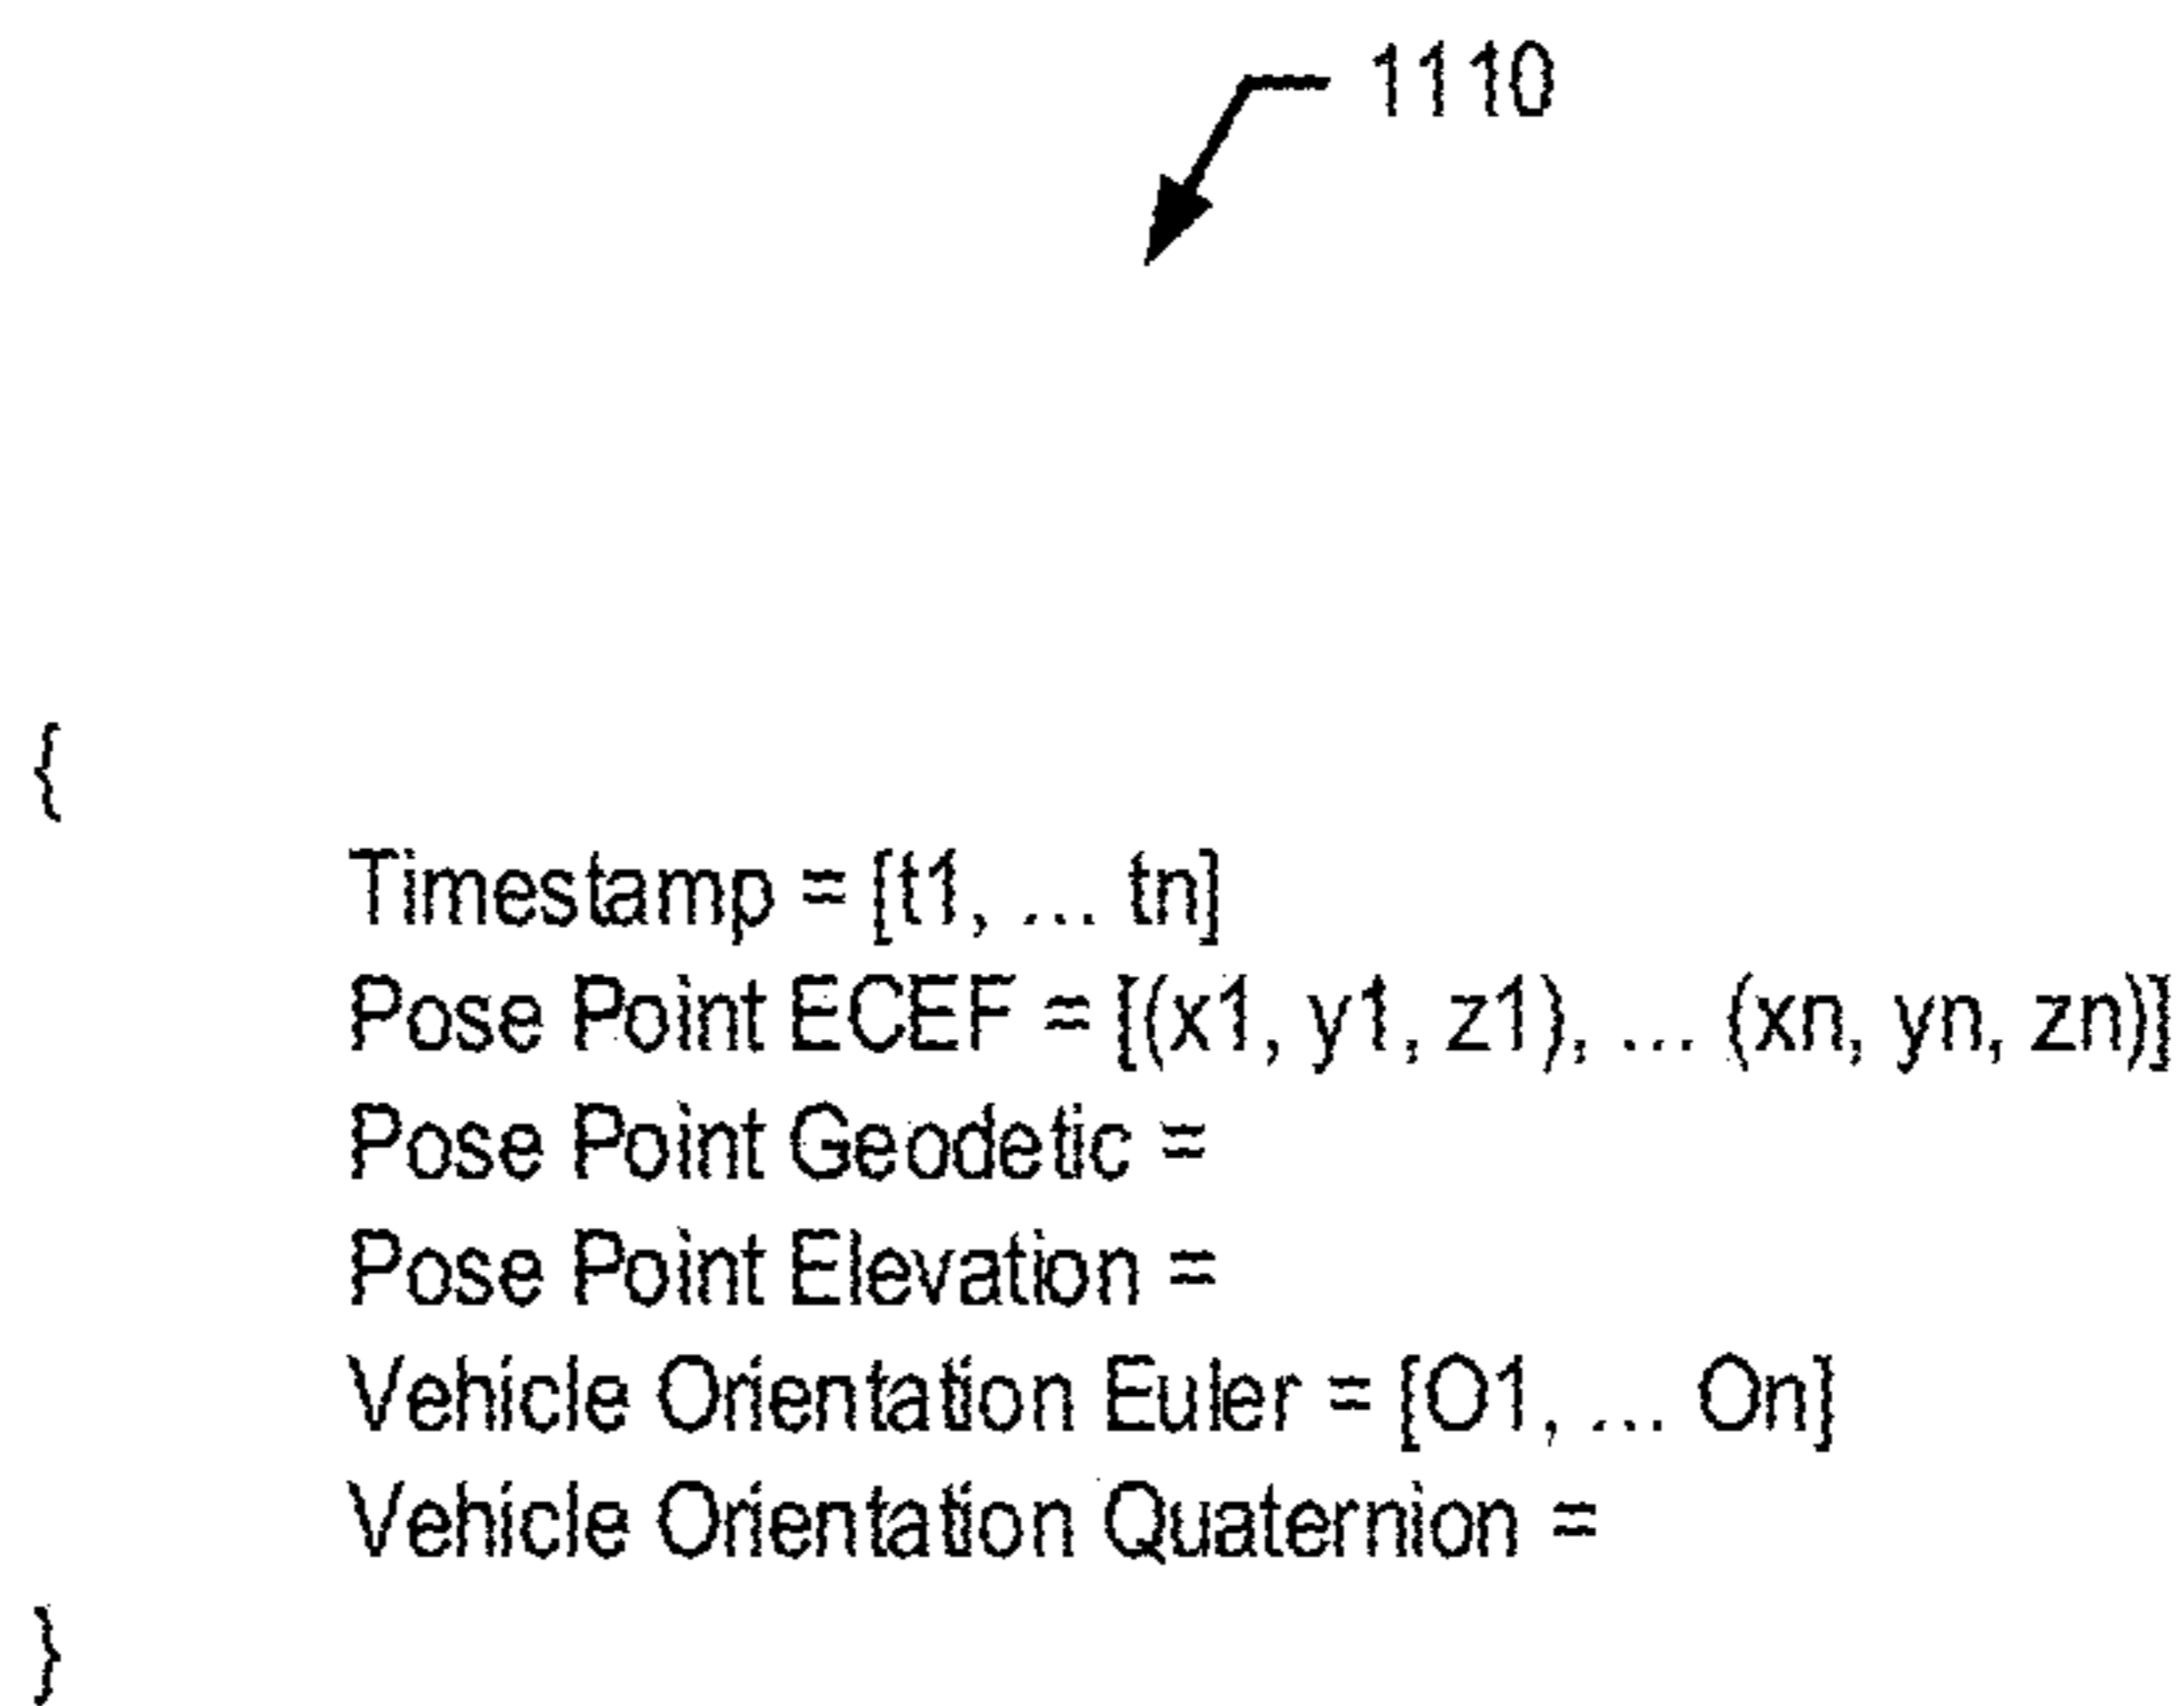 1110
{
Timestamp = [t1, ... tn]
Pose Point ECEF = [(x1, y1, z1), ... (xn, yn, zn)]
Pose Point Geodetic =
Pose Point Elevation =
Vehicle Orientation Euler = [O1, ... On]
Vehicle Orientation Quaternion =
}